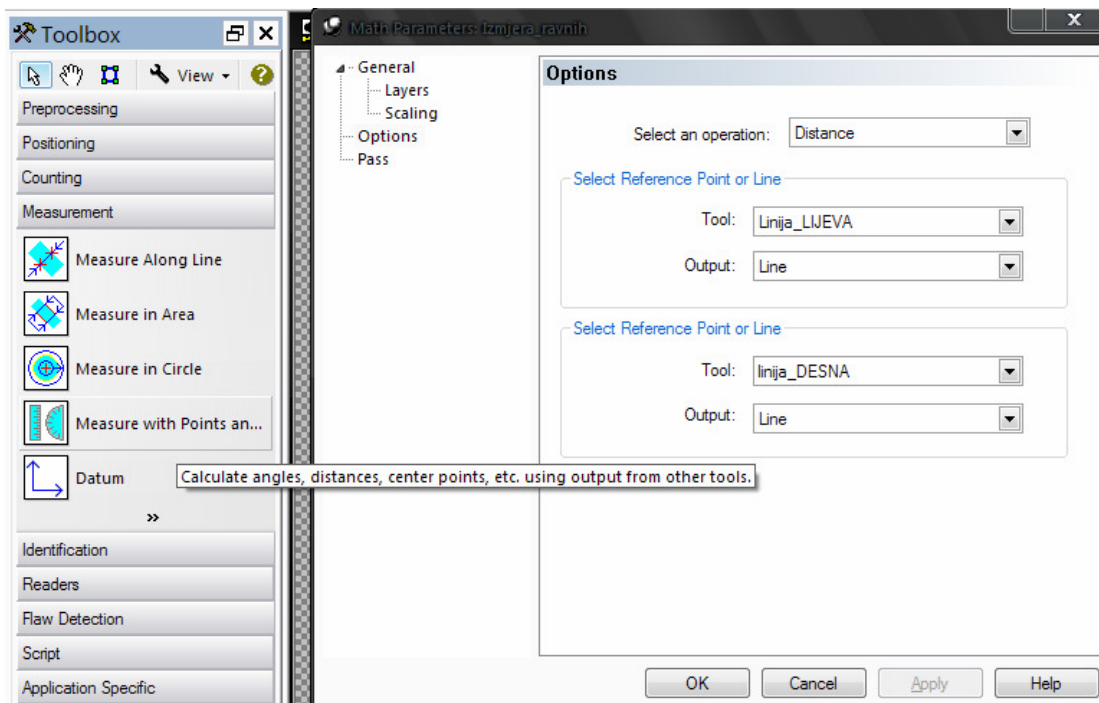 Toolbox
View
Preprocessing
Positioning
Counting
Measurement
Measure Along Line
Measure in Area
Measure in Circle
Measure with Points an...
Datum
Calculate angles, distances, center points, etc. using output from other tools.
»
Identification
Readers
Flaw Detection
Script
Application Specific
Math Parameters: Izmjera_ravnih
General
Layers
Scaling
Options
Pass
Options
Select an operation: Distance
Select Reference Point or Line
Tool: Linija_LIJEVA
Output: Line
Select Reference Point or Line
Tool: linija_DESNA
Output: Line
OK Cancel Apply Help